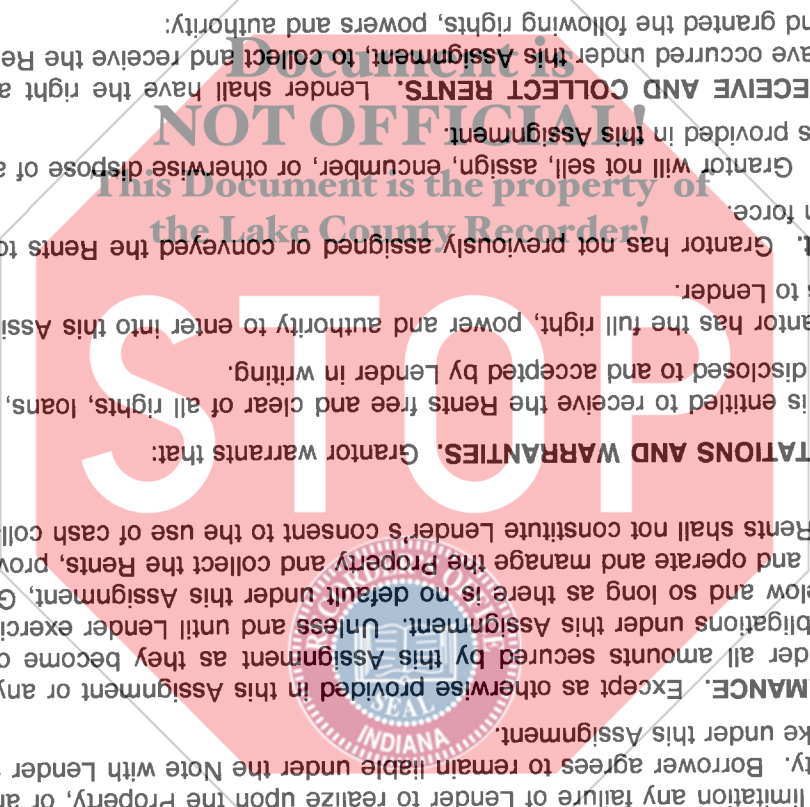 limitation any failure of Lender to realize upon the Property, or an
ty. Borrower agrees to remain liable under the Note with Lender
ke under this Assignment.
MANCE. Except as otherwise provided in this Assignment or any
der all amounts secured by this Assignment as they become
bligations under this Assignment. Unless and until Lender exerci
low and so long as there is no default under this Assignment, G
and operate and manage the Property and collect the Rents, prov
Rents shall not constitute Lender's consent to the use of cash coll
TATIONS AND WARRANTIES. Grantor warrants that:
is entitled to receive the Rents free and clear of all rights, loans,
disclosed to and accepted by Lender in writing.
antor has the full right, power and authority to enter into this Assi
s to Lender.
t. Grantor has not previously assigned or conveyed the Rents to
n force.
Grantor will not sell, assign, encumber, or otherwise dispose of a
s provided in this Assignment.
ECEIVE AND COLLECT RENTS. Lender shall have the right a
ave occurred under this Assignment, to collect and receive the Re
nd granted the following rights, powers and authority:
Document is
NOT OFFICIAL!
This Document is the property of
the Lake County Recorder!
STOP
RECORDER OF THE
SEAL
INDIANA